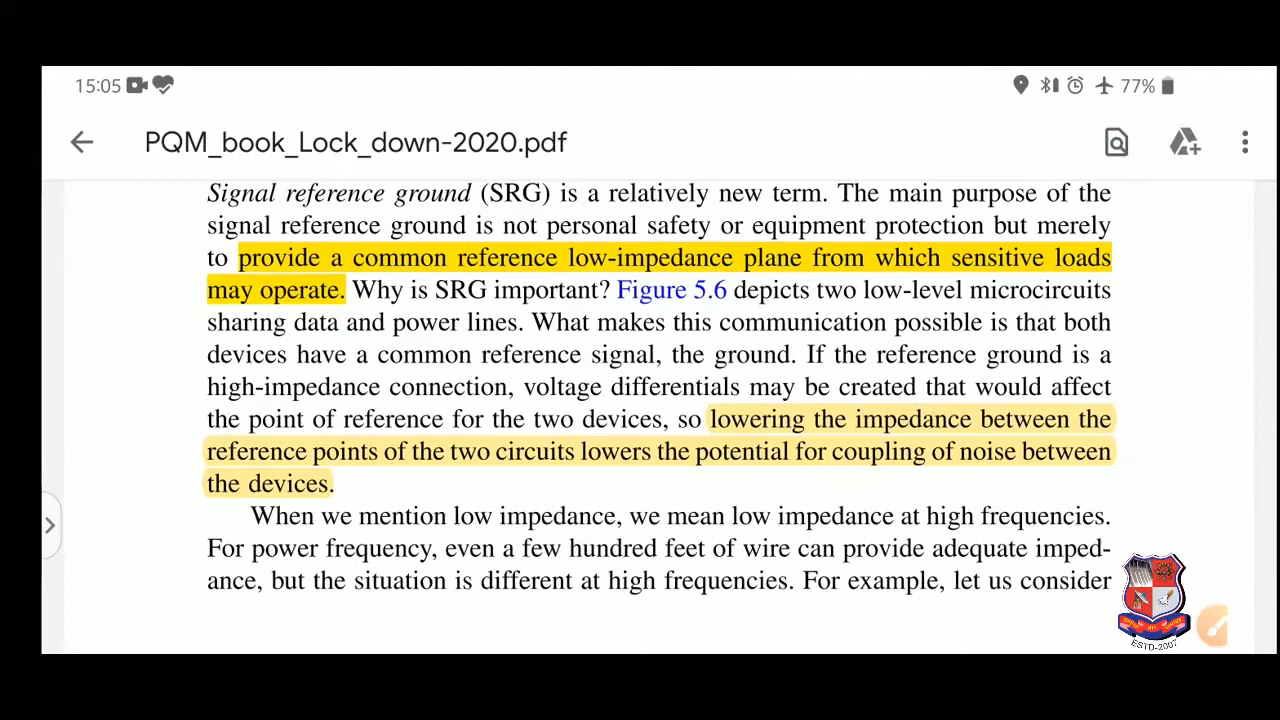 15:05
77%
PQM_book_Lock_down-2020.pdf
Signal reference ground (SRG) is a relatively new term. The main purpose of the
signal reference ground is not personal safety or equipment protection but merely
to provide a common reference low-impedance plane from which sensitive loads
may operate. Why is SRG important? Figure 5.6 depicts two low-level microcircuits
sharing data and power lines. What makes this communication possible is that both
devices have a common reference signal, the ground. If the reference ground is a
high-impedance connection, voltage differentials may be created that would affect
the point of reference for the two devices, so lowering the impedance between the
reference points of the two circuits lowers the potential for coupling of noise between
the devices.
When we mention low impedance, we mean low impedance at high frequencies.
For power frequency, even a few hundred feet of wire can provide adequate imped-
ance, but the situation is different at high frequencies. For example, let us consider
ESTD-2007